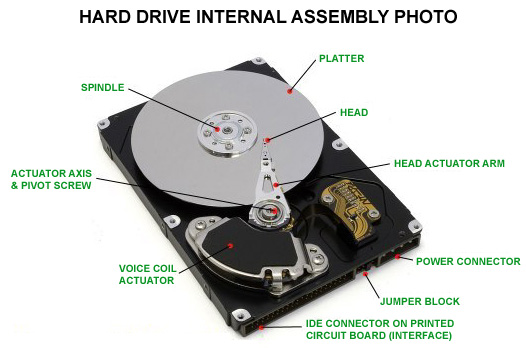 HARD DRIVE INTERNAL ASSEMBLY PHOTO
PLATTER
SPINDLE
HEAD
HEAD ACTUATOR ARM
ACTUATOR AXIS
& PIVOT SCREW
VOICE COIL
ACTUATOR
POWER CONNECTOR
JUMPER BLOCK
IDE CONNECTOR ON PRINTED
CIRCUIT BOARD (INTERFACE)